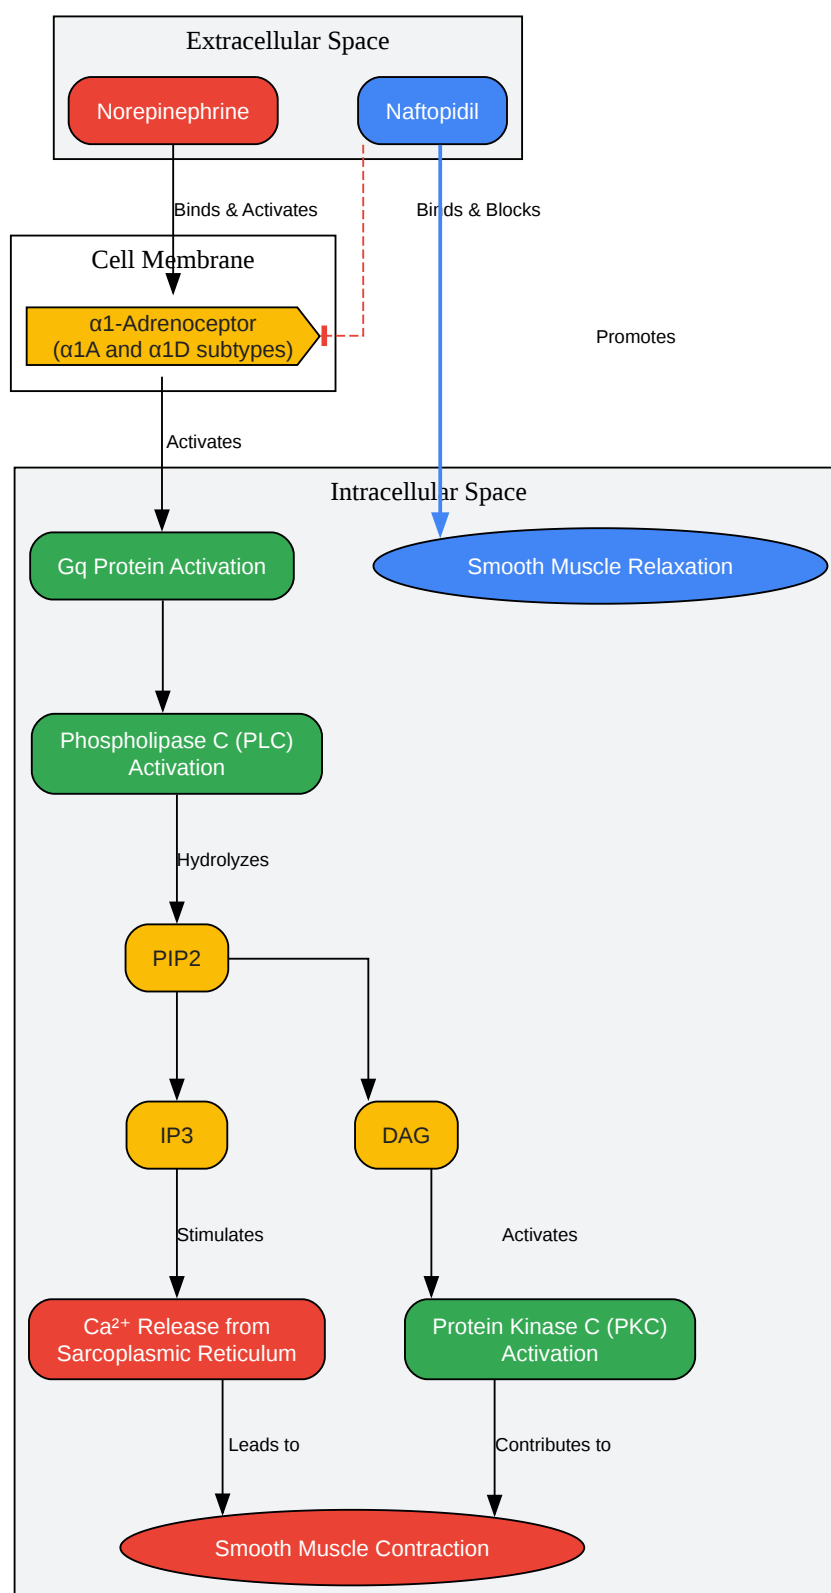 Extracellular Space
Norepinephrine
Naftopidil
Binds & Activates
Binds & Blocks
Cell Membrane
α1-Adrenoceptor
(α1A and α1D subtypes)
Promotes
Activates
Intracellular Space
Gq Protein Activation
Smooth Muscle Relaxation
Phospholipase C (PLC)
Activation
Hydrolyzes
PIP2
IP3
DAG
Stimulates
Activates
Ca²⁺ Release from
Sarcoplasmic Reticulum
Protein Kinase C (PKC)
Activation
Leads to
Contributes to
Smooth Muscle Contraction